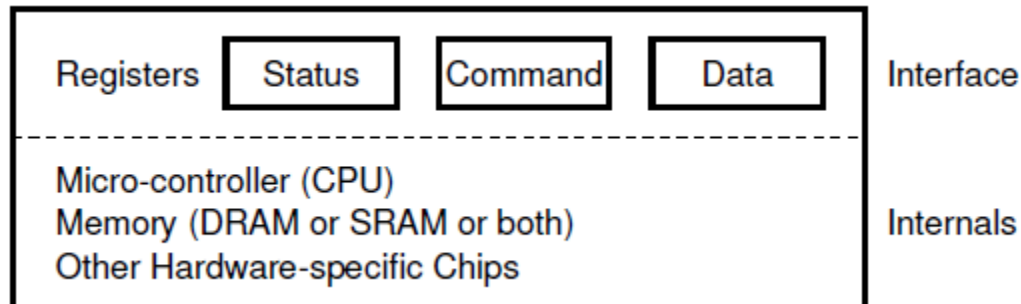 Registers Status Command Data Interface
Micro-controller (CPU)
Memory (DRAM or SRAM or both) Internals
Other Hardware-specific Chips